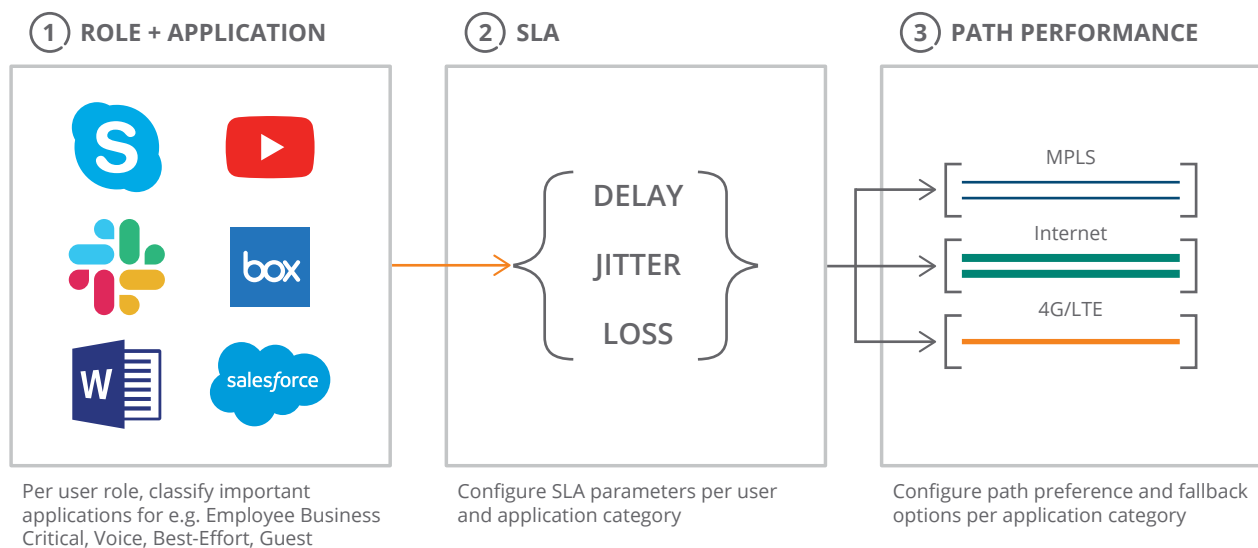 1 ROLE + APPLICATION
2 SLA
3 PATH PERFORMANCE
S
box
W
salesforce
DELAY
JITTER
LOSS
MPLS
Internet
4G/LTE
Per user role, classify important
applications for e.g. Employee Business
Critical, Voice, Best-Effort, Guest
Configure SLA parameters per user
and application category
Configure path preference and fallback
options per application category